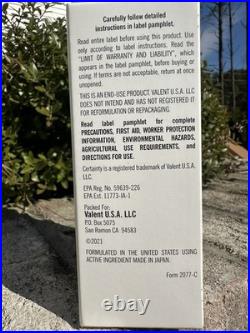 Carefully follow detailed
instructions in label pamphlet.
Read entire label before using this product. Use
only according to label instructions. Read the
"LIMIT OF WARRANTY AND LIABILITY", which
appears in the label pamphlet, before buying or
using. If terms are not acceptable, return at once
unopened.
THIS IS AN END-USE PRODUCT. VALENT U.S.A. LLC
DOES NOT INTEND AND HAS NOT REGISTERED IT
FOR REFORMULATION OR REPACKAGING.
Read label pamphlet for complete
PRECAUTIONS, FIRST AID, WORKER PROTECTION
INFORMATION, ENVIRONMENTAL HAZARDS,
AGRICULTURAL USE REQUIREMENTS, and
DIRECTIONS FOR USE.
Certainty is a registered trademark of Valent U.S.A. LLC.
EPA Reg. No. 59639-226
EPA Est. 11773-IA-1
Packed For:
Valent U.S.A. LLC
P.O. Box 5075
San Ramon CA 94583
©2021
FORMULATED IN THE UNITED STATES USING
ACTIVE INGREDIENT MADE IN JAPAN.
Form 2077-C